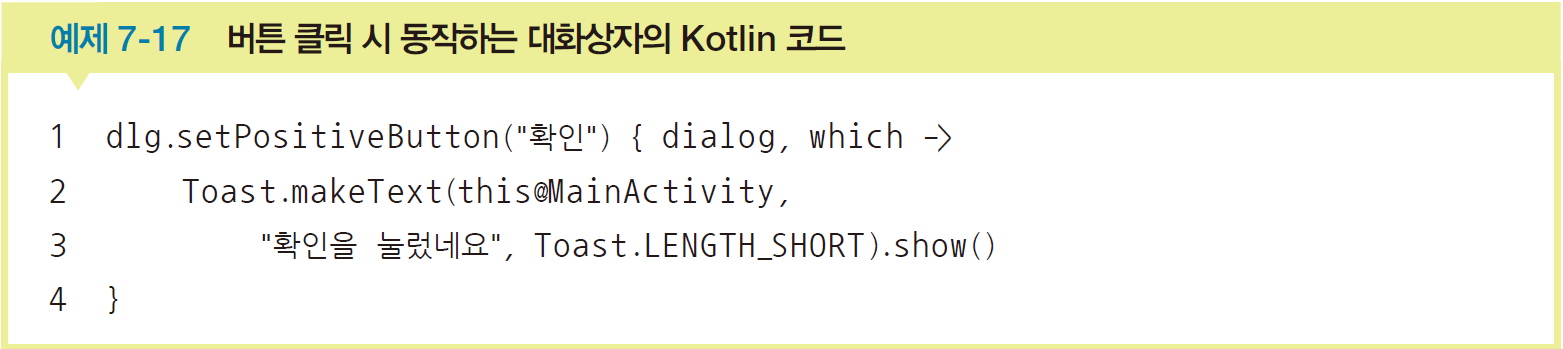 예제 7-17 버튼 클릭 시 동작하는 대화상자의 Kotlin 코드
1 dlg.setPositiveButton("확인") { dialog, which ->
2 Toast.makeText(this@MainActivity,
3 "확인을 눌렀네요", Toast.LENGTH_SHORT).show()
4 }